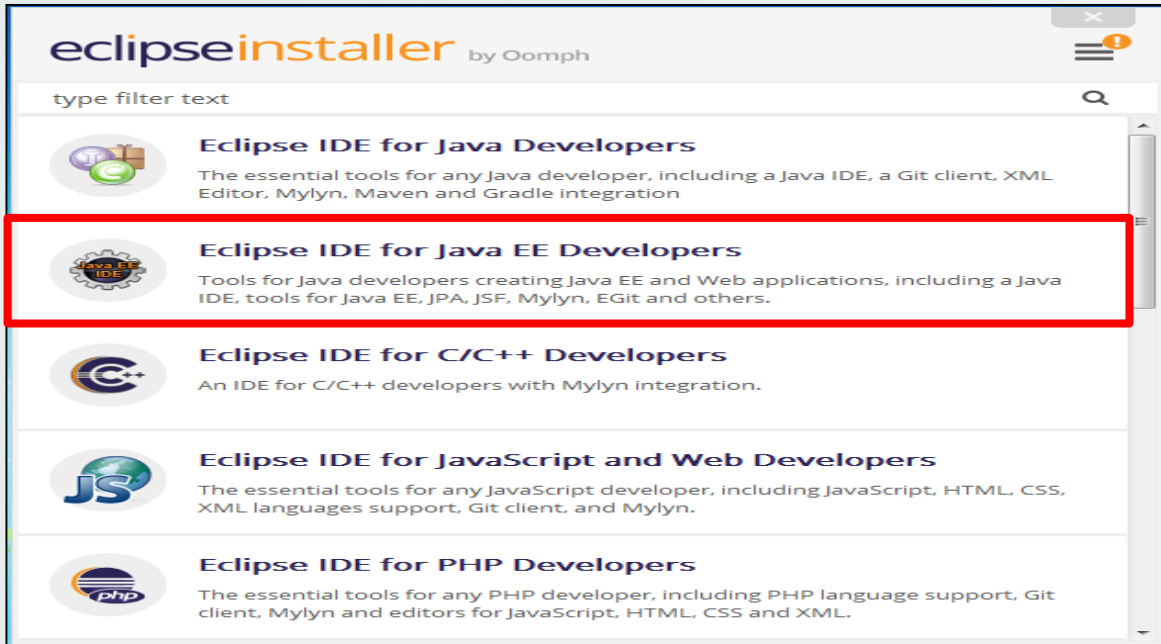 eclipseinstaller by Oomph
type filter text
Eclipse IDE for Java Developers
The essential tools for any Java developer, including a Java IDE, a Git client, XML
Editor, Mylyn, Maven and Gradle integration
Java EE
IDE
Eclipse IDE for Java EE Developers
Tools for Java developers creating Java EE and Web applications, including a Java
IDE, tools for Java EE, JPA, JSF, Mylyn, EGit and others.
C++
Eclipse IDE for C/C++ Developers
An IDE for C/C++ developers with Mylyn integration.
JS
Eclipse IDE for JavaScript and Web Developers
The essential tools for any JavaScript developer, including JavaScript, HTML, CSS,
XML languages support, Git client, and Mylyn.
php
Eclipse IDE for PHP Developers
The essential tools for any PHP developer, including PHP language support, Git
client, Mylyn and editors for JavaScript, HTML, CSS and XML.